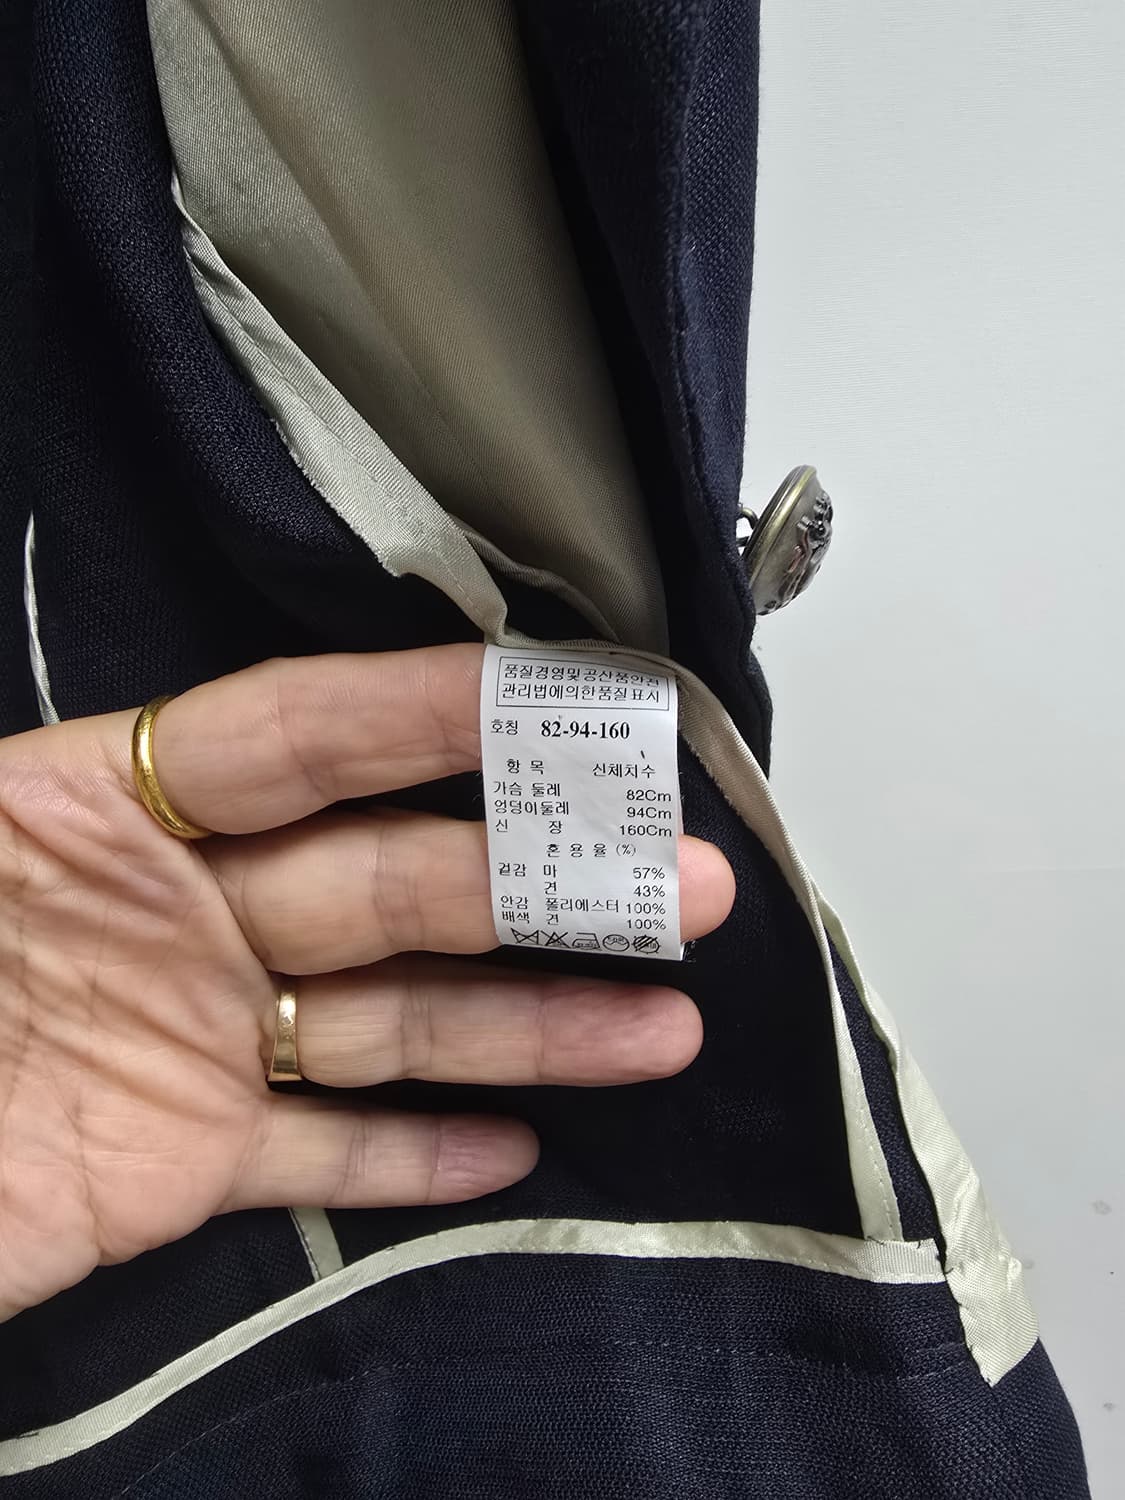 품질경영및공산품안전
관리법에의한품질표시
호칭 82-94-160
항 목 신체치수
가슴 둘레 82Cm
엉덩이둘레 94Cm
신 장 160Cm
혼 용 율 (%)
겉감 마 57%
견 43%
안감 폴리에스터 100%
배색 견 100%